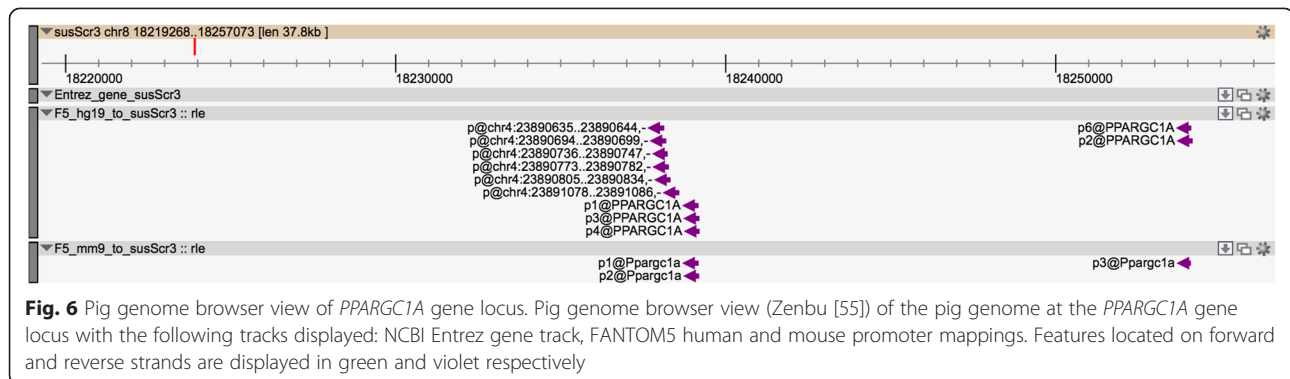 susScr3 chr8 18219268..18257073 [len 37.8kb ]
18220000 18230000 18240000 18250000
Entrez_gene_susScr3
F5_hg19_to_susScr3 :: rle
p@chr4:23890635..23890644,- p6@PPARGC1A
p@chr4:23890694..23890699,- p2@PPARGC1A
p@chr4:23890736..23890747,-
p@chr4:23890773..23890782,-
p@chr4:23890805..23890834,-
p@chr4:23891078..23891086,-
p1@PPARGC1A
p3@PPARGC1A
p4@PPARGC1A
F5_mm9_to_susScr3 :: rle
p1@Ppargc1a p3@Ppargc1a
p2@Ppargc1a
Fig. 6 Pig genome browser view of PPARGC1A gene locus. Pig genome browser view (Zenbu [55]) of the pig genome at the PPARGC1A gene
locus with the following tracks displayed: NCBI Entrez gene track, FANTOM5 human and mouse promoter mappings. Features located on forward
and reverse strands are displayed in green and violet respectively